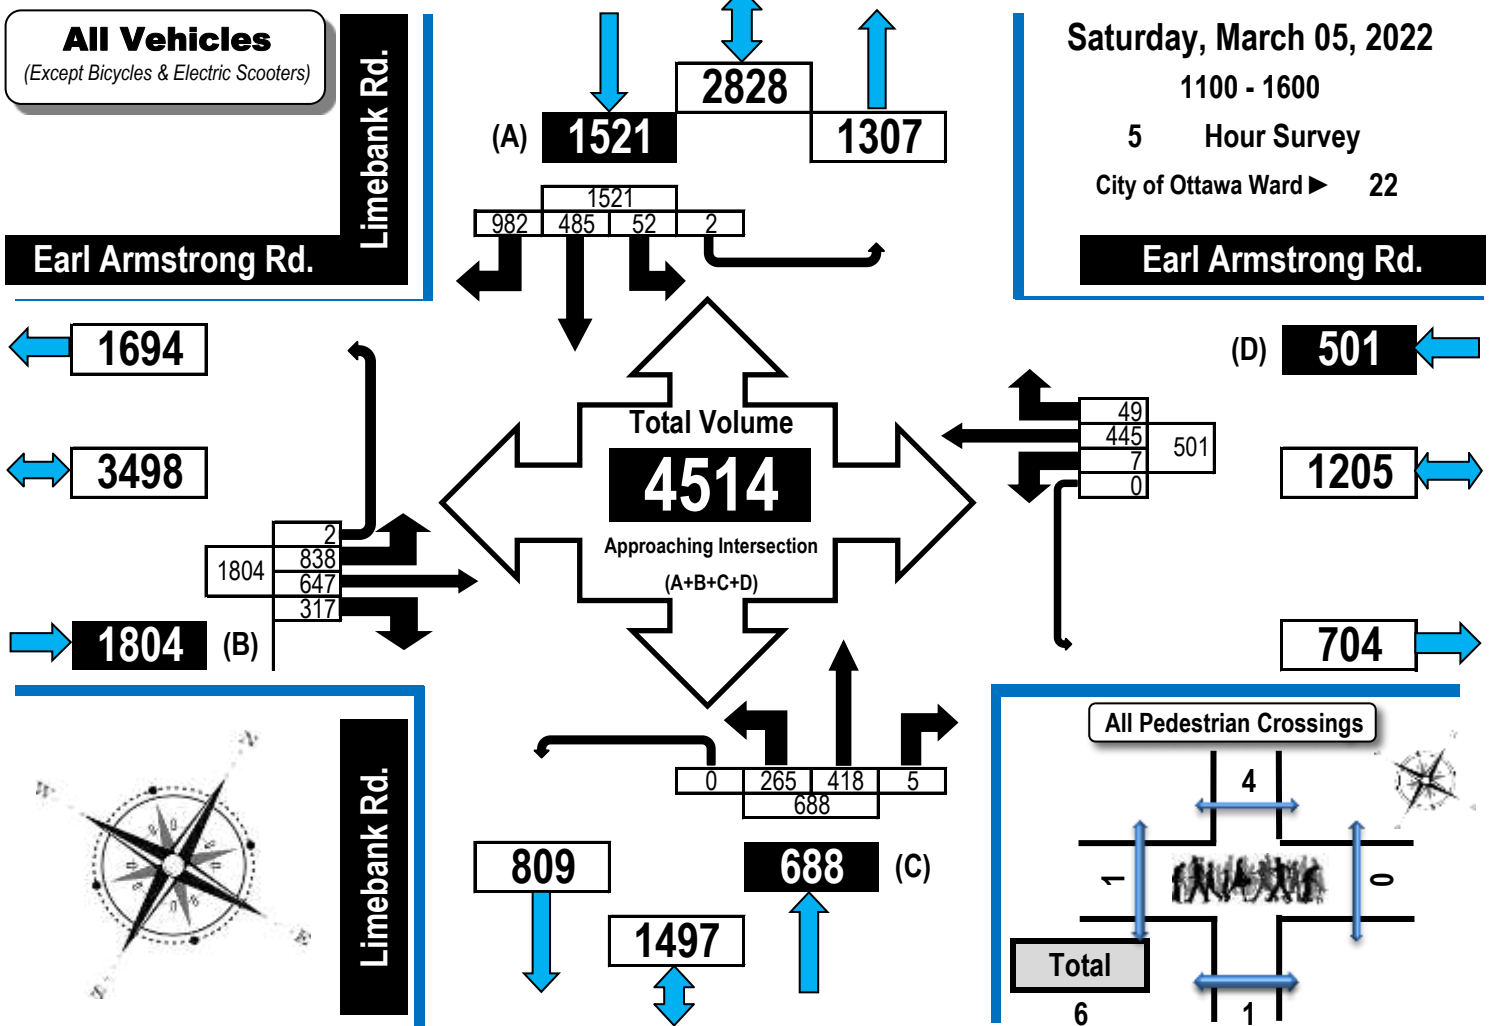 All Vehicles
(Except Bicycles & Electric Scooters)
Limebank Rd.
Earl Armstrong Rd.
2828
(A) 1521
1307
1521
982 485 52 2
Saturday, March 05, 2022
1100 - 1600
5 Hour Survey
City of Ottawa Ward ► 22
Earl Armstrong Rd.
1694
3498
2
838
647
317
1804
1804 (B)
Total Volume
4514
Approaching Intersection
(A+B+C+D)
(D) 501
49
445
7
0
501
1205
704
0 265 418 5
688
809
688 (C)
1497
Limebank Rd.
N
W
E
S
All Pedestrian Crossings
4
1
0
Total
6
1